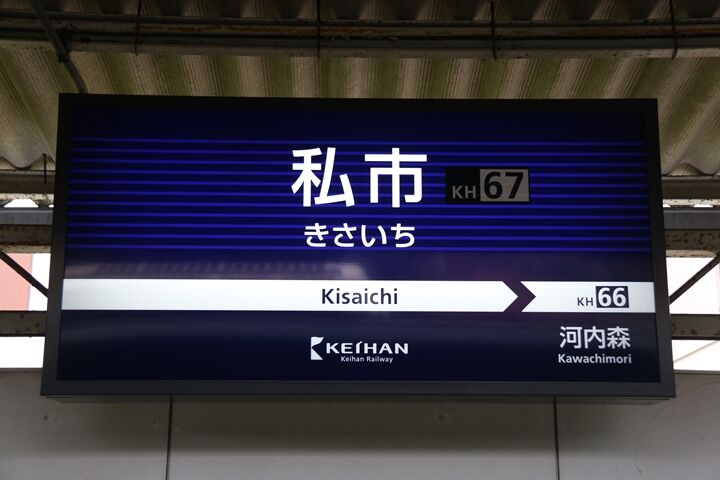 私市 KH67
きさいち
Kisaichi
KH66
KEIHAN
Keihan Railway
河内森
Kawachimori